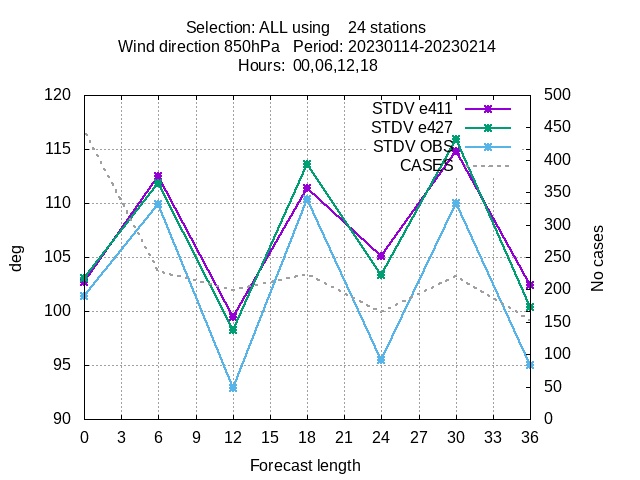 Selection: ALL using    24 stations
Wind direction 850hPa   Period: 20230114-20230214
Hours:  00,06,12,18
120
115
110
105
100
95
90
deg
500
450
400
350
300
250
200
150
100
50
0
No cases
STDV e411
STDV e427
STDV OBS
CASES
0 3 6 9 12 15 18 21 24 27 30 33 36
Forecast length